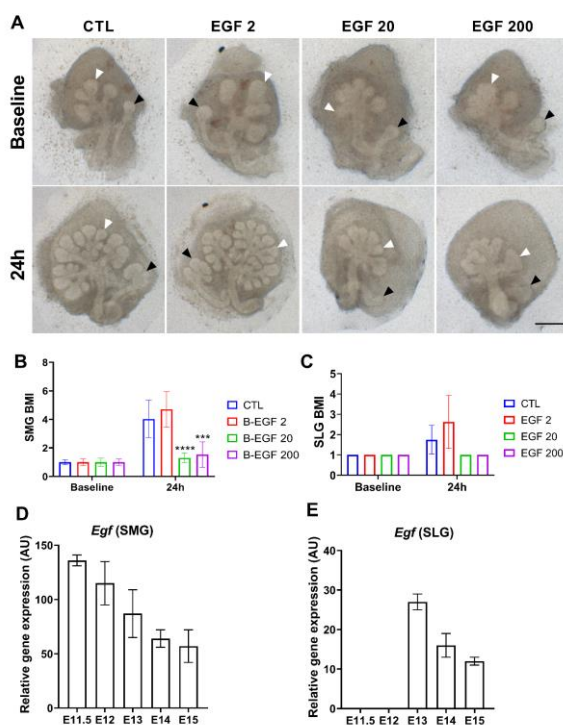 A
CTL EGF 2 EGF 20 EGF 200
Baseline
24h
B
SMG BMI
8
6
4
2
0
Baseline 24h
**** ***
CTL
B-EGF 2
B-EGF 20
B-EGF 200
C
SLG BMI
5
4
3
2
1
0
Baseline 24h
CTL
EGF 2
EGF 20
EGF 200
D
Egf (SMG)
Relative gene expression (AU)
150
100
50
0
E11.5 E12 E13 E14 E15
E
Egf (SLG)
Relative gene expression (AU)
40
30
20
10
0
E11.5 E12 E13 E14 E15